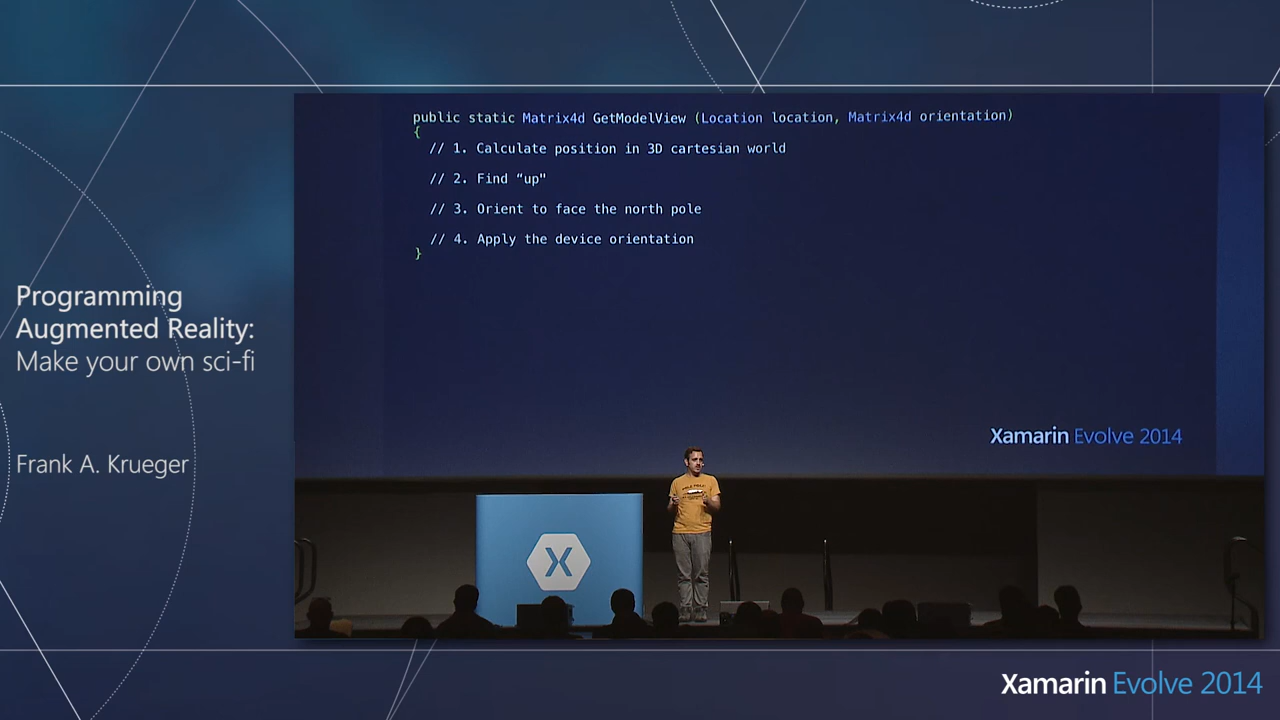 public static Matrix4d GetModelView (Location location, Matrix4d orientation)
{
// 1. Calculate position in 3D cartesian world
// 2. Find “up"
// 3. Orient to face the north pole
// 4. Apply the device orientation
}
Programming
Augmented Reality:
Make your own sci-fi
Frank A. Krueger
Xamarin Evolve 2014
X
Xamarin Evolve 2014